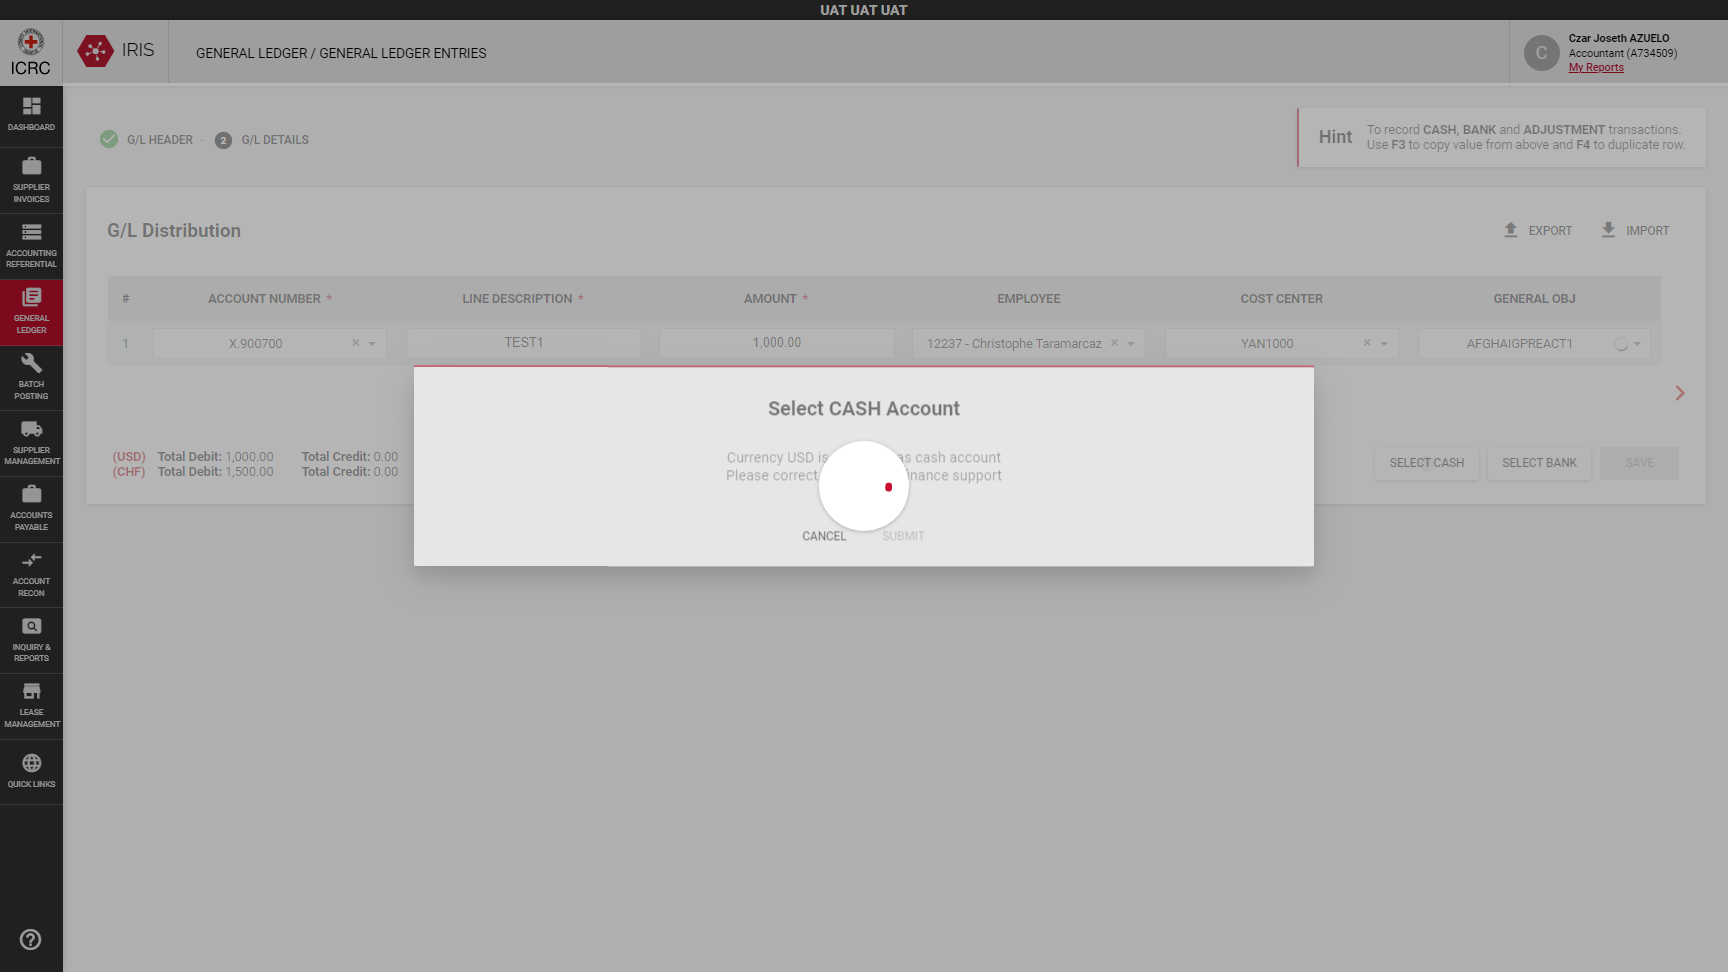 UAT UAT UAT
ICRC
IRIS
GENERAL LEDGER / GENERAL LEDGER ENTRIES
C
Czar Joseth AZUELO
Accountant (A734509)
My Reports
DASHBOARD
SUPPLIER
INVOICES
ACCOUNTING
REFERENTIAL
GENERAL
LEDGER
BATCH
POSTING
SUPPLIER
MANAGEMENT
ACCOUNTS
PAYABLE
ACCOUNT
RECON
INQUIRY &
REPORTS
LEASE
MANAGEMENT
QUICK LINKS
G/L HEADER
2 G/L DETAILS
Hint
To record CASH, BANK and ADJUSTMENT transactions.
Use F3 to copy value from above and F4 to duplicate row.
G/L Distribution
EXPORT IMPORT
# ACCOUNT NUMBER * LINE DESCRIPTION * AMOUNT * EMPLOYEE COST CENTER GENERAL OBJ
1 X.900700 × TEST1 1,000.00 12237 - Christophe Taramarcaz × YAN1000 × AFGHAIGPREACT1
Select CASH Account
Currency USD is as cash account
Please correct nance support
CANCEL SUBMIT
(USD) Total Debit: 1,000.00 Total Credit: 0.00
(CHF) Total Debit: 1,500.00 Total Credit: 0.00
SELECT CASH SELECT BANK SAVE